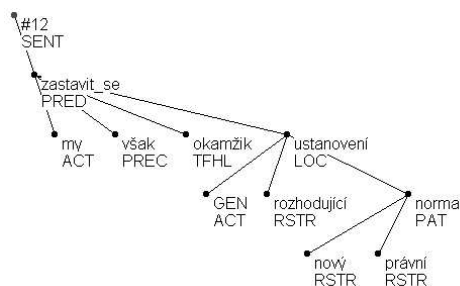 #12
SENT
zastavit_se
PRED
my
ACT
však
PREC
okamžik
TFHL
ustanovení
LOC
GEN
ACT
rozhodující
RSTR
norma
PAT
nový
RSTR
právní
RSTR